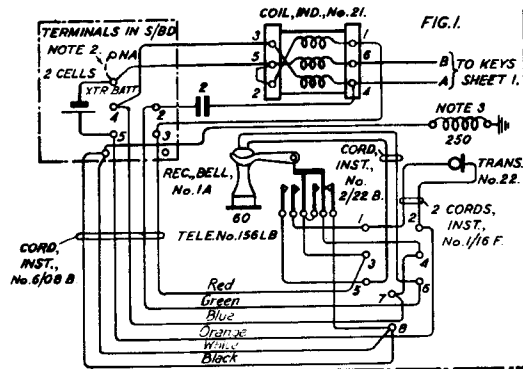 COIL, IND., No. 21.
FIG. 1.
TERMINALS IN S/BD
NOTE 2.
NA
2 CELLS
XTR. BATT
3
5
2
1
6
4
B
A
TO KEYS
SHEET 1.
4
2
2
5
3
NOTE 3
250
REC., BELL,
No. 1A
60
CORD,
INST.,
No.
2/22 B.
TRANS.
No. 22.
TELE. No. 156 LB
1
2
2 CORDS,
INST.,
No. 1/16 F.
3
4
5
6
7
8
CORD,
INST.,
No. 6/08 B
Red
Green
Blue
Orange
White
Black